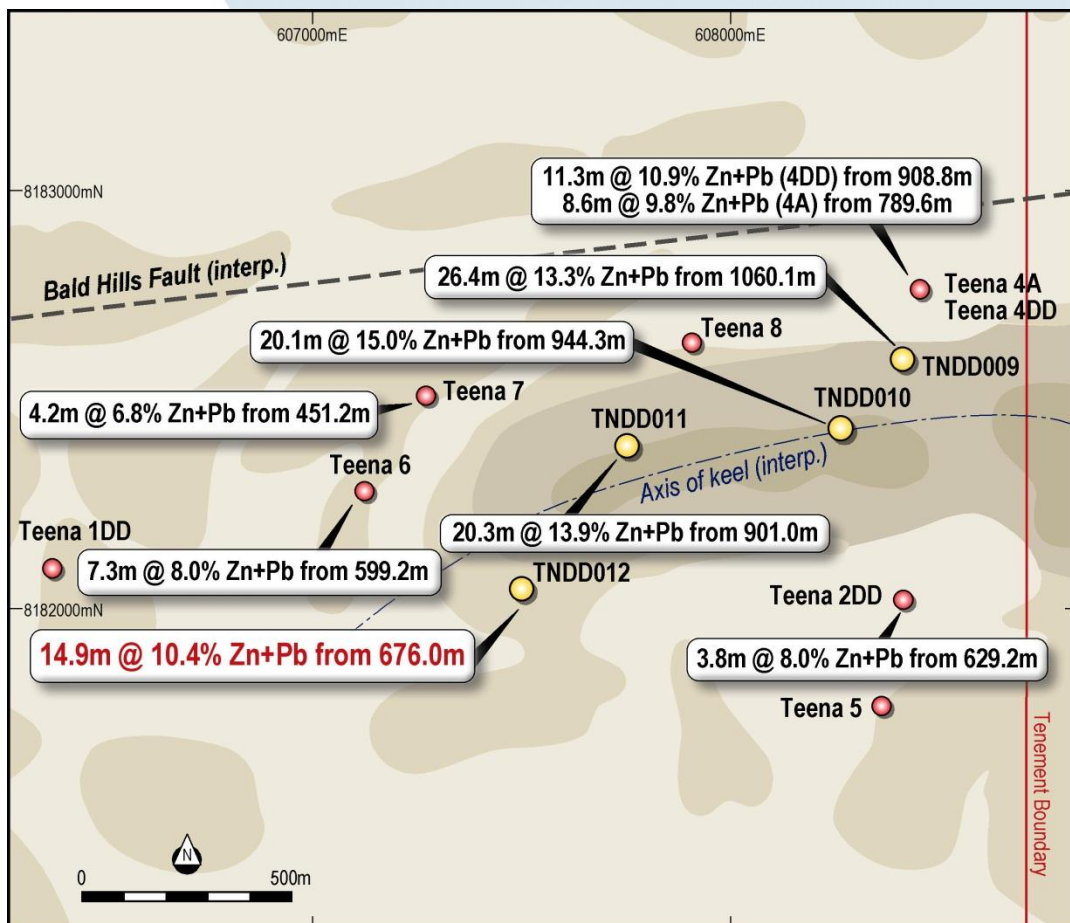 607000mE
608000mE
11.3m @ 10.9% Zn+Pb (4DD) from 908.8m
8.6m @ 9.8% Zn+Pb (4A) from 789.6m
8183000mN
Bald Hills Fault (interp.)
26.4m @ 13.3% Zn+Pb from 1060.1m
Teena 4A
Teena 4DD
20.1m @ 15.0% Zn+Pb from 944.3m
Teena 8
TNDD009
Teena 7
4.2m @ 6.8% Zn+Pb from 451.2m
TNDD010
TNDD011
Axis of keel (interp.)
Teena 6
20.3m @ 13.9% Zn+Pb from 901.0m
Teena 1DD
7.3m @ 8.0% Zn+Pb from 599.2m
TNDD012
8182000mN
Teena 2DD
14.9m @ 10.4% Zn+Pb from 676.0m
3.8m @ 8.0% Zn+Pb from 629.2m
Teena 5
Tenement Boundary
N
0
500m